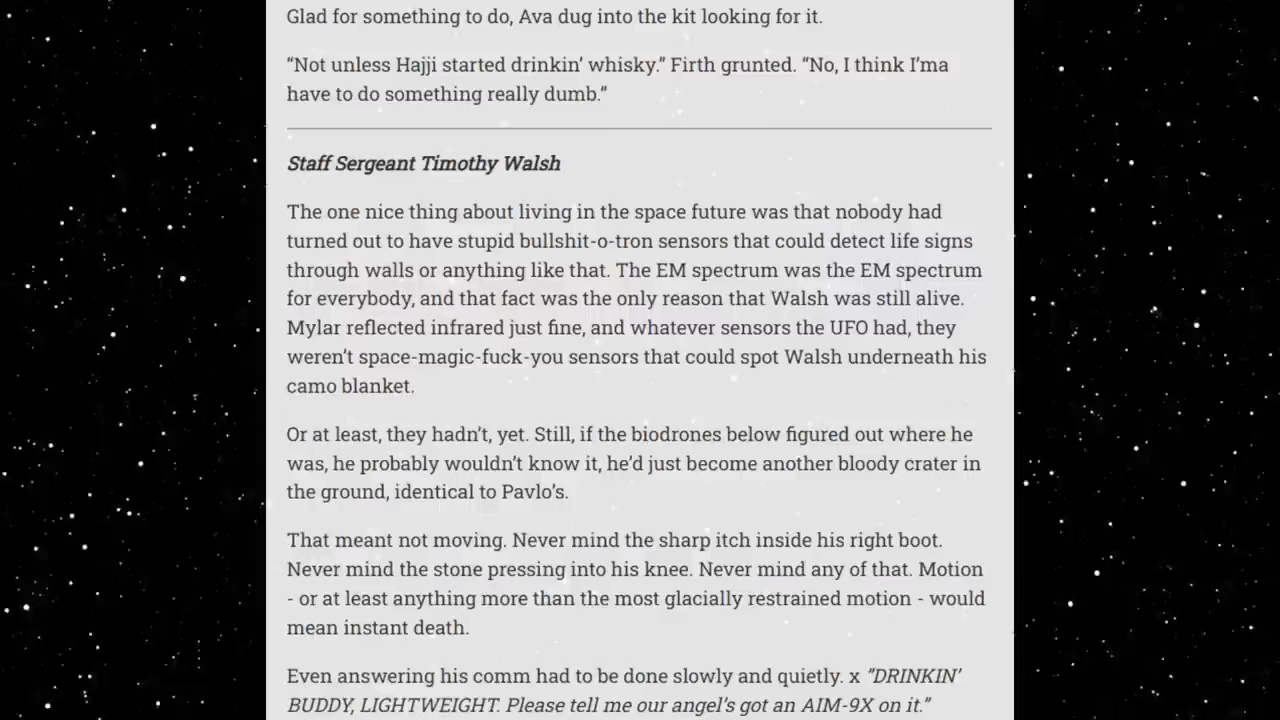 Glad for something to do, Ava dug into the kit looking for it.
“Not unless Hajji started drinkin’ whisky.” Firth grunted. “No, I think I’ma
have to do something really dumb.”
Staff Sergeant Timothy Walsh
The one nice thing about living in the space future was that nobody had
turned out to have stupid bullshit-o-tron sensors that could detect life signs
through walls or anything like that. The EM spectrum was the EM spectrum
for everybody, and that fact was the only reason that Walsh was still alive.
Mylar reflected infrared just fine, and whatever sensors the UFO had, they
weren’t space-magic-fuck-you sensors that could spot Walsh underneath his
camo blanket.
Or at least, they hadn’t, yet. Still, if the biodrones below figured out where he
was, he probably wouldn’t know it, he’d just become another bloody crater in
the ground, identical to Pavlo’s.
That meant not moving. Never mind the sharp itch inside his right boot.
Never mind the stone pressing into his knee. Never mind any of that. Motion
- or at least anything more than the most glacially restrained motion - would
mean instant death.
Even answering his comm had to be done slowly and quietly. x “DRINKIN’
BUDDY, LIGHTWEIGHT. Please tell me our angel’s got an AIM-9X on it.”